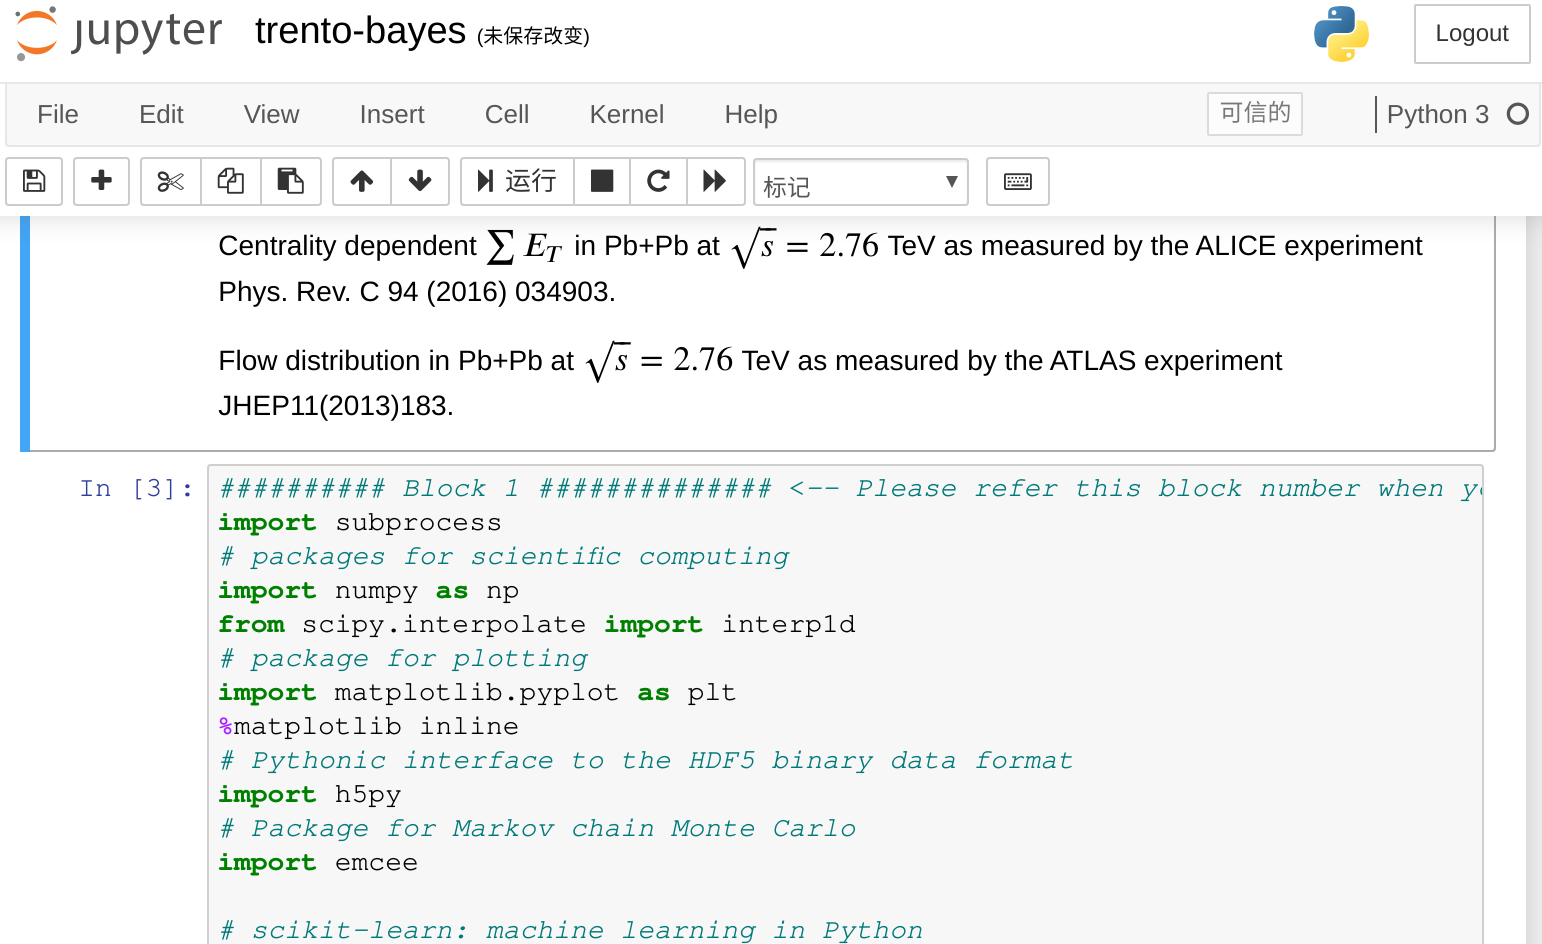 jupyter trento-bayes (未保存改变) Logout
File Edit View Insert Cell Kernel Help 可信的 Python 3
运行 标记
Centrality dependent ∑ E_T in Pb+Pb at √s = 2.76 TeV as measured by the ALICE experiment
Phys. Rev. C 94 (2016) 034903.
Flow distribution in Pb+Pb at √s = 2.76 TeV as measured by the ATLAS experiment
JHEP11(2013)183.
In [3]: ########## Block 1 ############## <-- Please refer this block number when
import subprocess
# packages for scientific computing
import numpy as np
from scipy.interpolate import interp1d
# package for plotting
import matplotlib.pyplot as plt
%matplotlib inline
# Pythonic interface to the HDF5 binary data format
import h5py
# Package for Markov chain Monte Carlo
import emcee
# scikit-learn: machine learning in Python